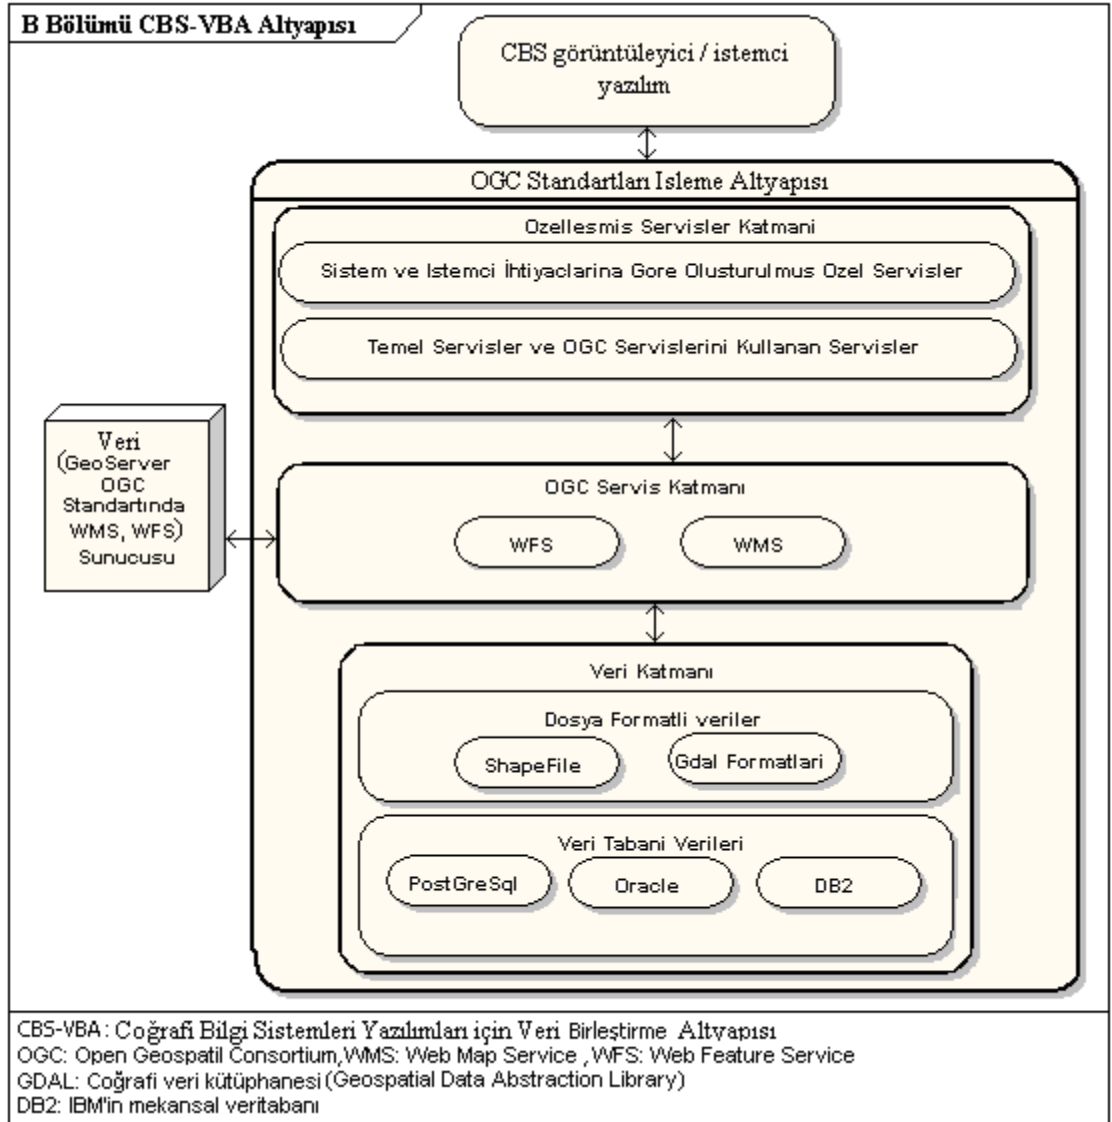 B Bölümü CBS-VBA Altyapısı
CBS görüntüleyici / istemci
yazılım
OGC Standartları Isleme Altyapısı
Ozellesmis Servisler Katmani
Sistem ve Istemci İhtiyaclarina Gore Olusturulmus Ozel Servisler
Temel Servisler ve OGC Servislerini Kullanan Servisler
Veri
(GeoServer
OGC
Standartında
WMS, WFS)
Sunucusu
OGC Servis Katmanı
WFS
WMS
Veri Katmanı
Dosya Formatli veriler
ShapeFile
Gdal Formatlari
Veri Tabani Verileri
PostGreSql
Oracle
DB2
CBS-VBA: Coğrafi Bilgi Sistemleri Yazılımları için Veri Birleştirme Altyapısı
OGC: Open Geospatil Consortium,WMS: Web Map Service , WFS: Web Feature Service
GDAL: Coğrafi veri kütüphanesi (Geospatial Data Abstraction Library)
DB2: IBM'in mekansal veritabanı